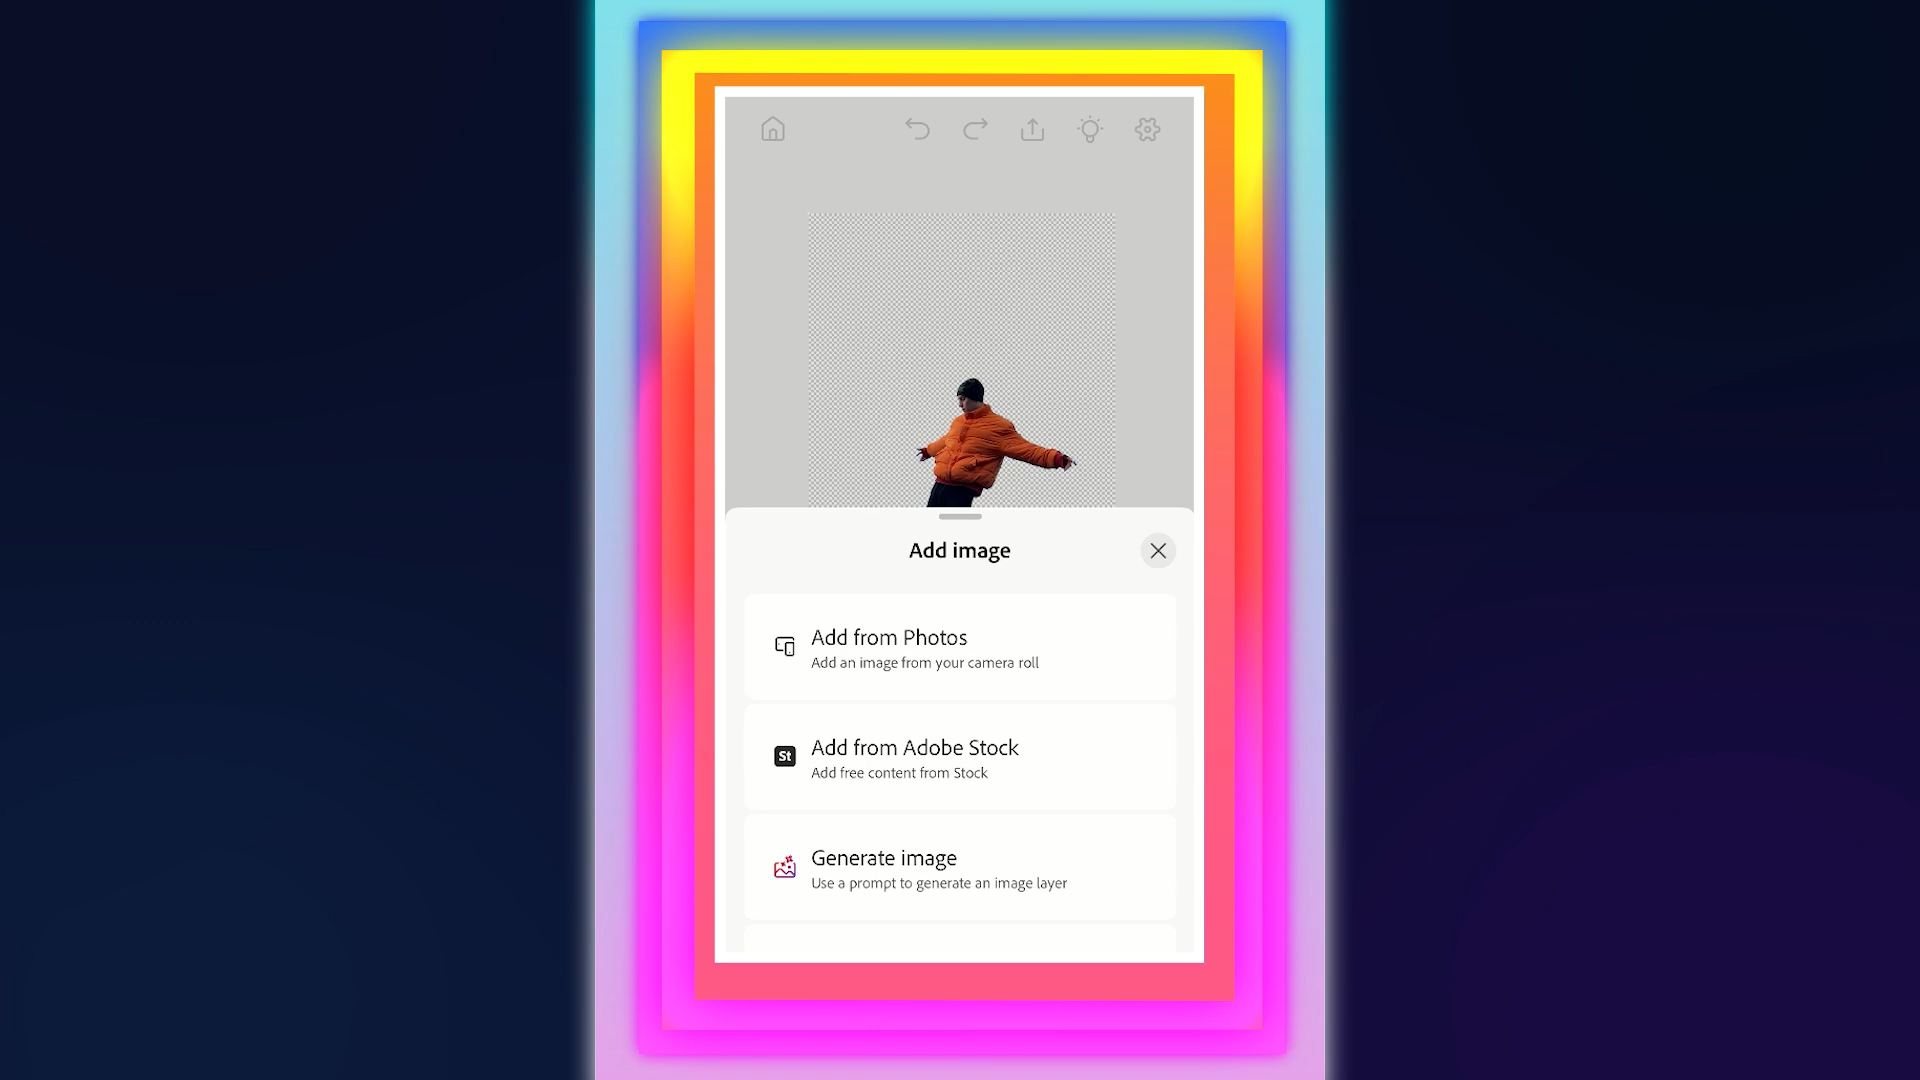 Add image
Add from Photos
Add an image from your camera roll
St
Add from Adobe Stock
Add free content from Stock
Generate image
Use a prompt to generate an image layer